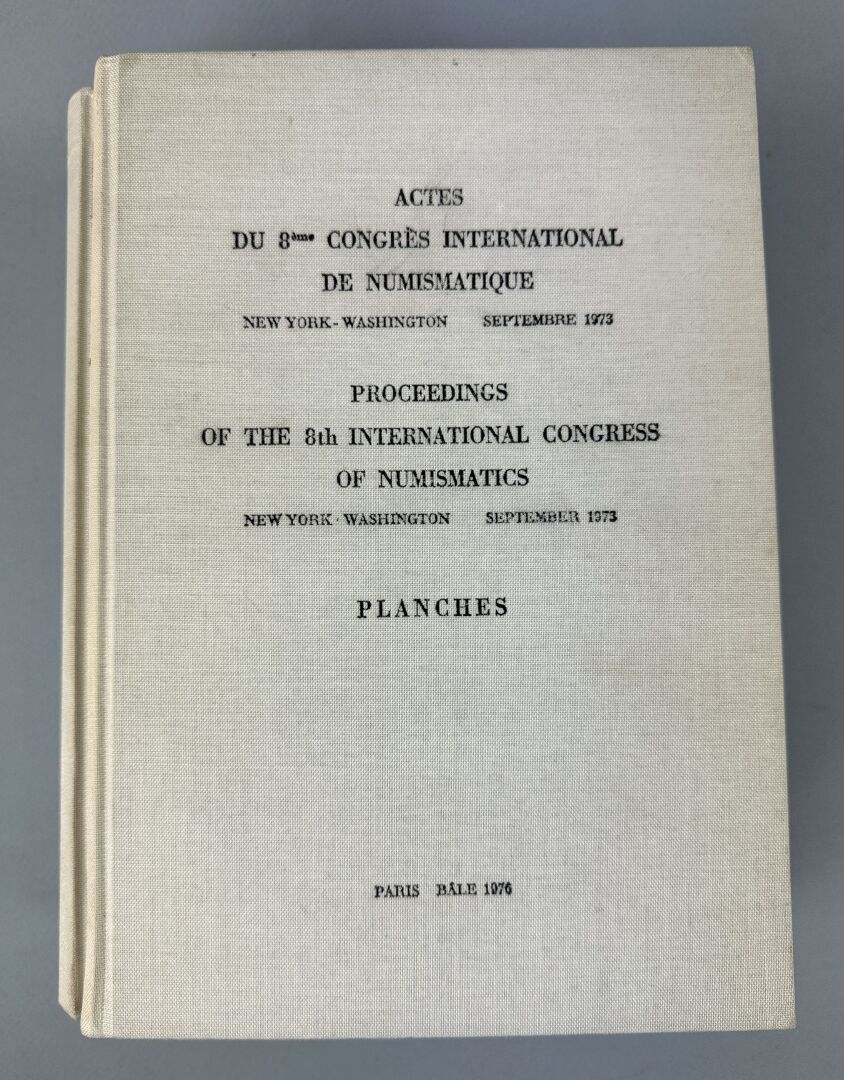 ACTES
DU 8ème CONGRÈS INTERNATIONAL
DE NUMISMATIQUE
NEW YORK - WASHINGTON SEPTEMBRE 1973
PROCEEDINGS
OF THE 8th INTERNATIONAL CONGRESS
OF NUMISMATICS
NEW YORK - WASHINGTON SEPTEMBER 1973
PLANCHES
PARIS BÂLE 1976